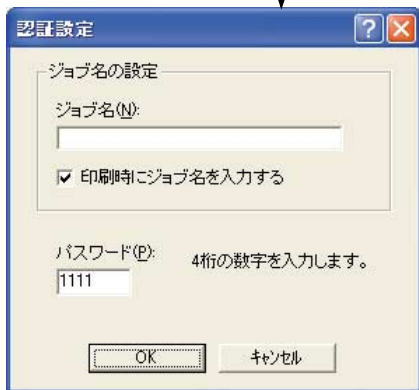 認証設定
ジョブ名の設定
ジョブ名(N):
印刷時にジョブ名を入力する
パスワード(P):
4桁の数字を入力します。
1111
OK
キャンセル